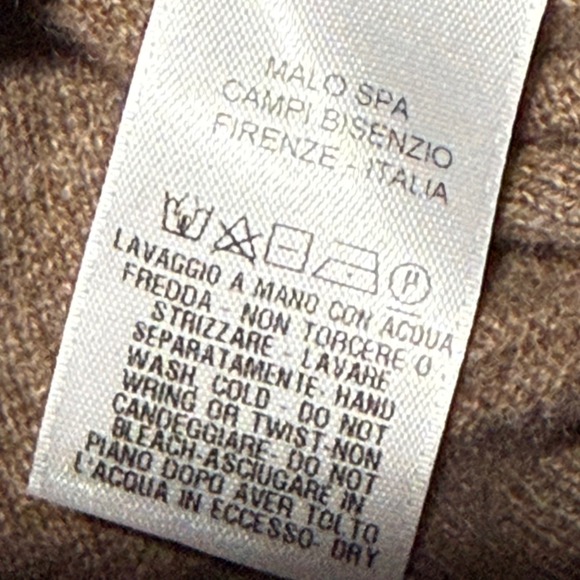 MALO SPA
CAMPI BISENZIO
FIRENZE - ITALIA
LAVAGGIO A MANO CON ACQUA
FREDDA - NON TORCERE O
STRIZZARE - LAVARE
SEPARATAMENTE- HAND
WASH COLD - DO NOT
WRING OR TWIST-NON
CANDEGGIARE- DO NOT
BLEACH-ASCIUGARE IN
PIANO DOPO AVER TOLTO
L'ACQUA IN ECCESSO- DRY